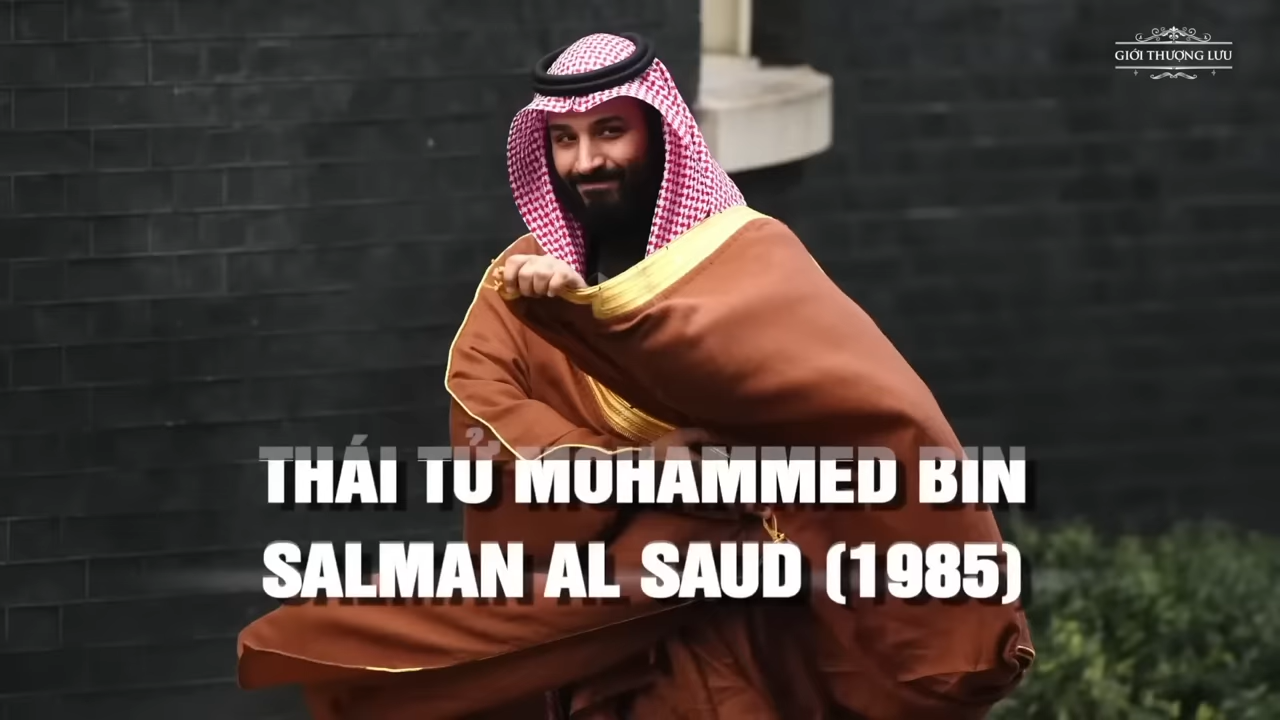 GIỚI THƯỢNG LƯU
THÁI TỬ MOHAMMED BIN
SALMAN AL SAUD (1985)